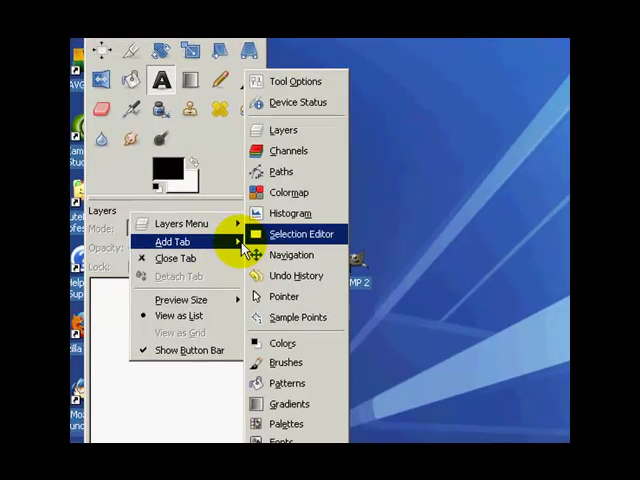 AVG
Tool Options
Device Status
Layers
Channels
Paths
Colormap
Histogram
Selection Editor
Navigation
Undo History
Pointer
Sample Points
Colors
Brushes
Patterns
Gradients
Palettes
Fonts
Layers
Mode:
Opacity:
Lock:
Layers Menu
Add Tab
Close Tab
Detach Tab
Preview Size
View as List
View as Grid
Show Button Bar
MP 2